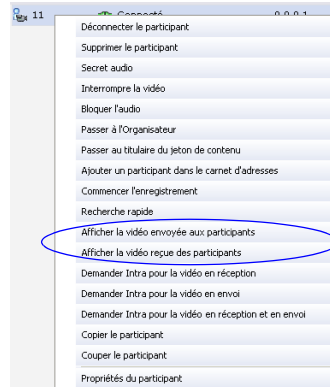 11 Connecté 0.0.0.1
Déconnecter le participant
Supprimer le participant
Secret audio
Interrompre la vidéo
Bloquer l'audio
Passer à l'Organisateur
Passer au titulaire du jeton de contenu
Ajouter un participant dans le carnet d'adresses
Commencer l'enregistrement
Recherche rapide
Afficher la vidéo envoyée aux participants
Afficher la vidéo reçue des participants
Demander Intra pour la vidéo en réception
Demander Intra pour la vidéo en envoi
Demander Intra pour la vidéo en réception et en envoi
Copier le participant
Couper le participant
Propriétés du participant